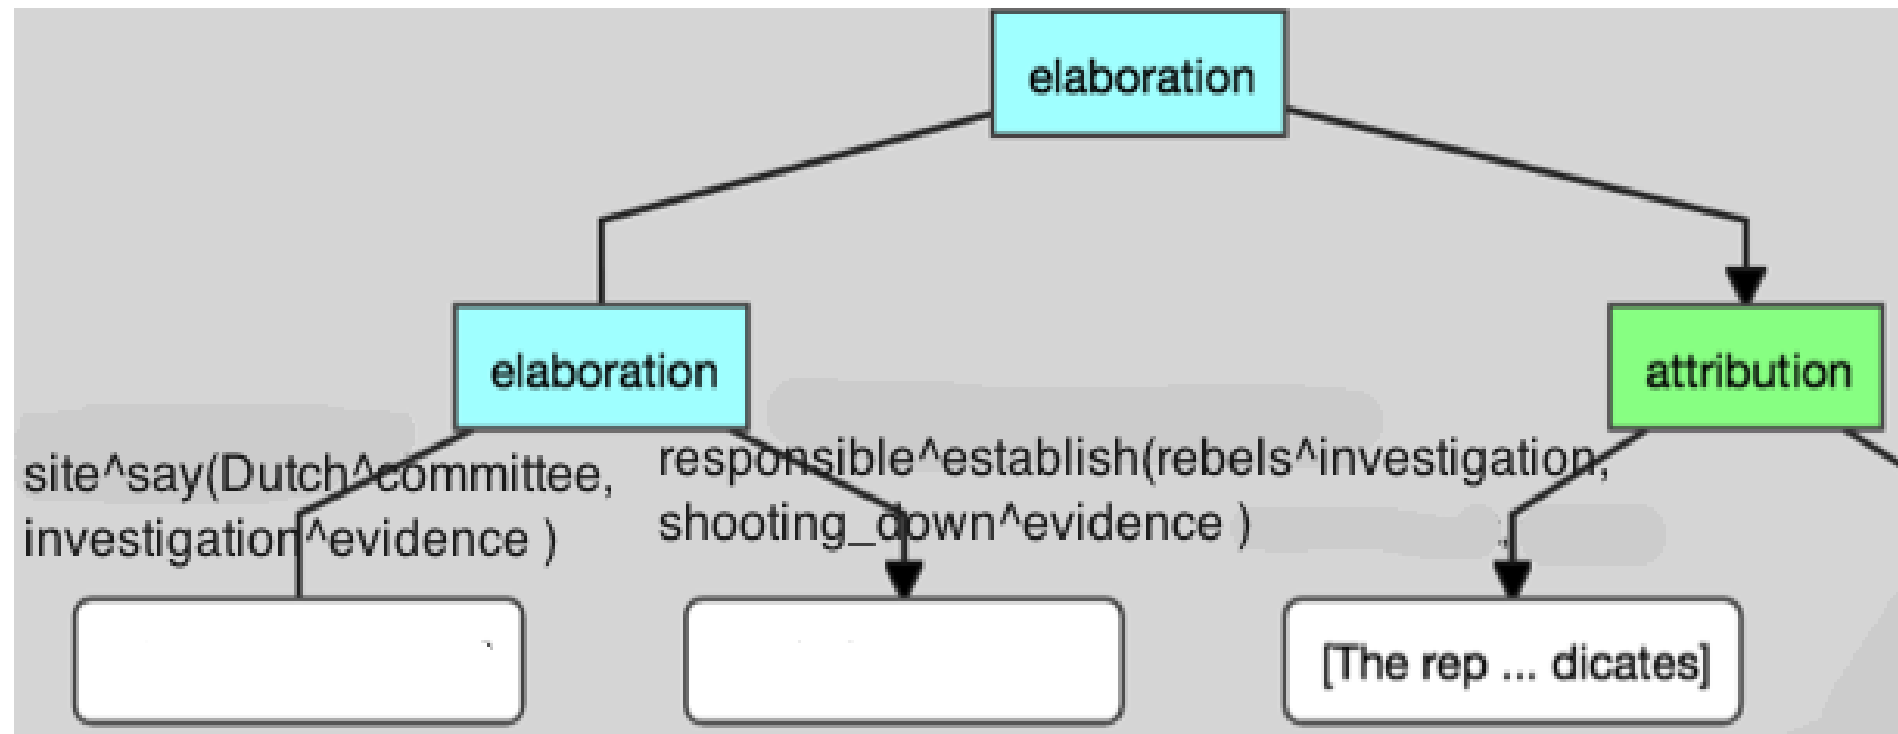 elaboration
elaboration
attribution
site^say(Dutch^committee,
investigation^evidence )
responsible^establish(rebels^investigation,
shooting_down^evidence )
[The rep ... dicates]